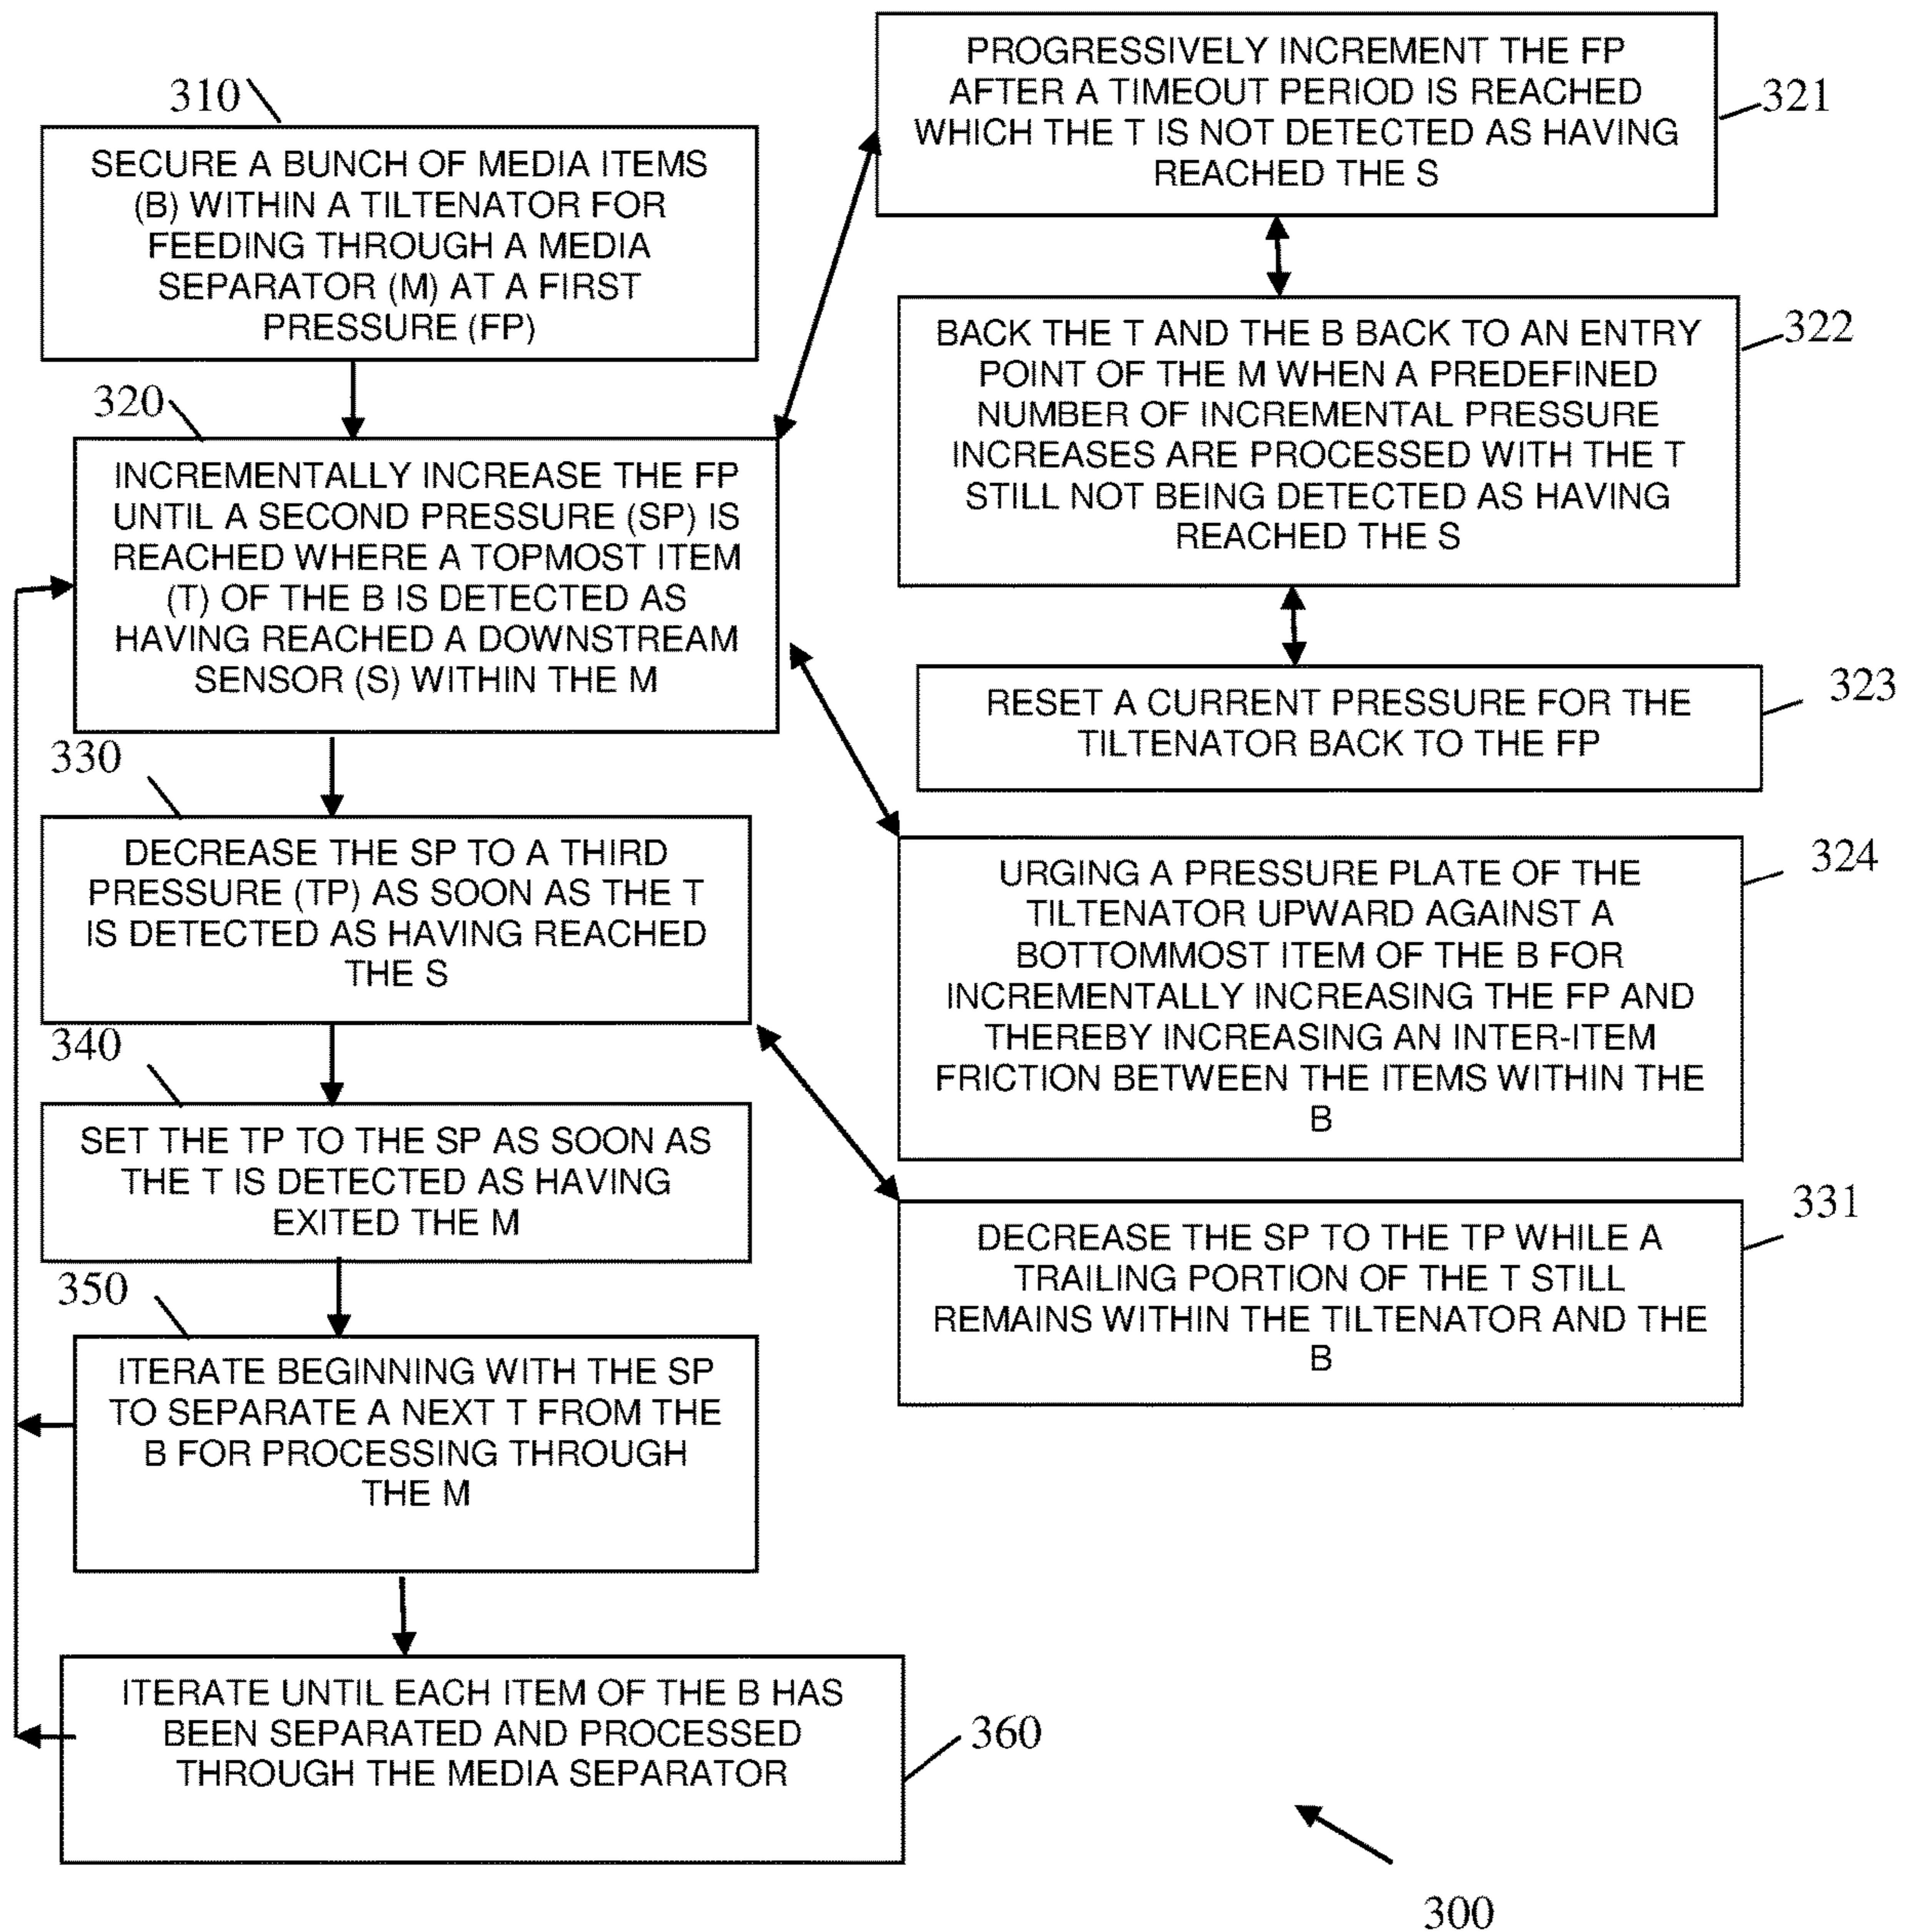 310
SECURE A BUNCH OF MEDIA ITEMS
(B) WITHIN A TILTENATOR FOR
FEEDING THROUGH A MEDIA
SEPARATOR (M) AT A FIRST
PRESSURE (FP)
320
INCREMENTALLY INCREASE THE FP
UNTIL A SECOND PRESSURE (SP) IS
REACHED WHERE A TOPMOST ITEM
(T) OF THE B IS DETECTED AS
HAVING REACHED A DOWNSTREAM
SENSOR (S) WITHIN THE M
330
DECREASE THE SP TO A THIRD
PRESSURE (TP) AS SOON AS THE T
IS DETECTED AS HAVING REACHED
THE S
340
SET THE TP TO THE SP AS SOON AS
THE T IS DETECTED AS HAVING
EXITED THE M
350
ITERATE BEGINNING WITH THE SP
TO SEPARATE A NEXT T FROM THE
B FOR PROCESSING THROUGH
THE M
ITERATE UNTIL EACH ITEM OF THE B HAS
BEEN SEPARATED AND PROCESSED
THROUGH THE MEDIA SEPARATOR
360
PROGRESSIVELY INCREMENT THE FP
AFTER A TIMEOUT PERIOD IS REACHED
WHICH THE T IS NOT DETECTED AS HAVING
REACHED THE S
321
BACK THE T AND THE B BACK TO AN ENTRY
POINT OF THE M WHEN A PREDEFINED
NUMBER OF INCREMENTAL PRESSURE
INCREASES ARE PROCESSED WITH THE T
STILL NOT BEING DETECTED AS HAVING
REACHED THE S
322
RESET A CURRENT PRESSURE FOR THE
TILTENATOR BACK TO THE FP
323
URGING A PRESSURE PLATE OF THE
TILTENATOR UPWARD AGAINST A
BOTTOMMOST ITEM OF THE B FOR
INCREMENTALLY INCREASING THE FP AND
THEREBY INCREASING AN INTER-ITEM
FRICTION BETWEEN THE ITEMS WITHIN THE
B
324
DECREASE THE SP TO THE TP WHILE A
TRAILING PORTION OF THE T STILL
REMAINS WITHIN THE TILTENATOR AND THE
B
331
300